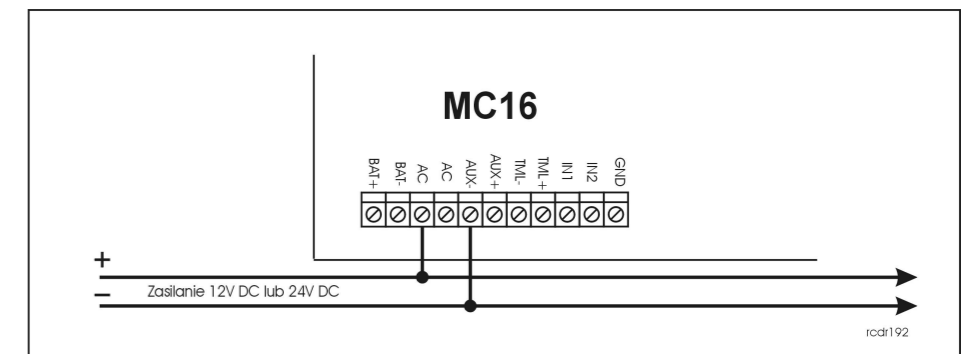 MC16
BAT+ BAT- AC AC AUX- AUX+ TML- TML+ IN1 IN2 GND
+
Zasilanie 12V DC lub 24V DC
–
rcdr192